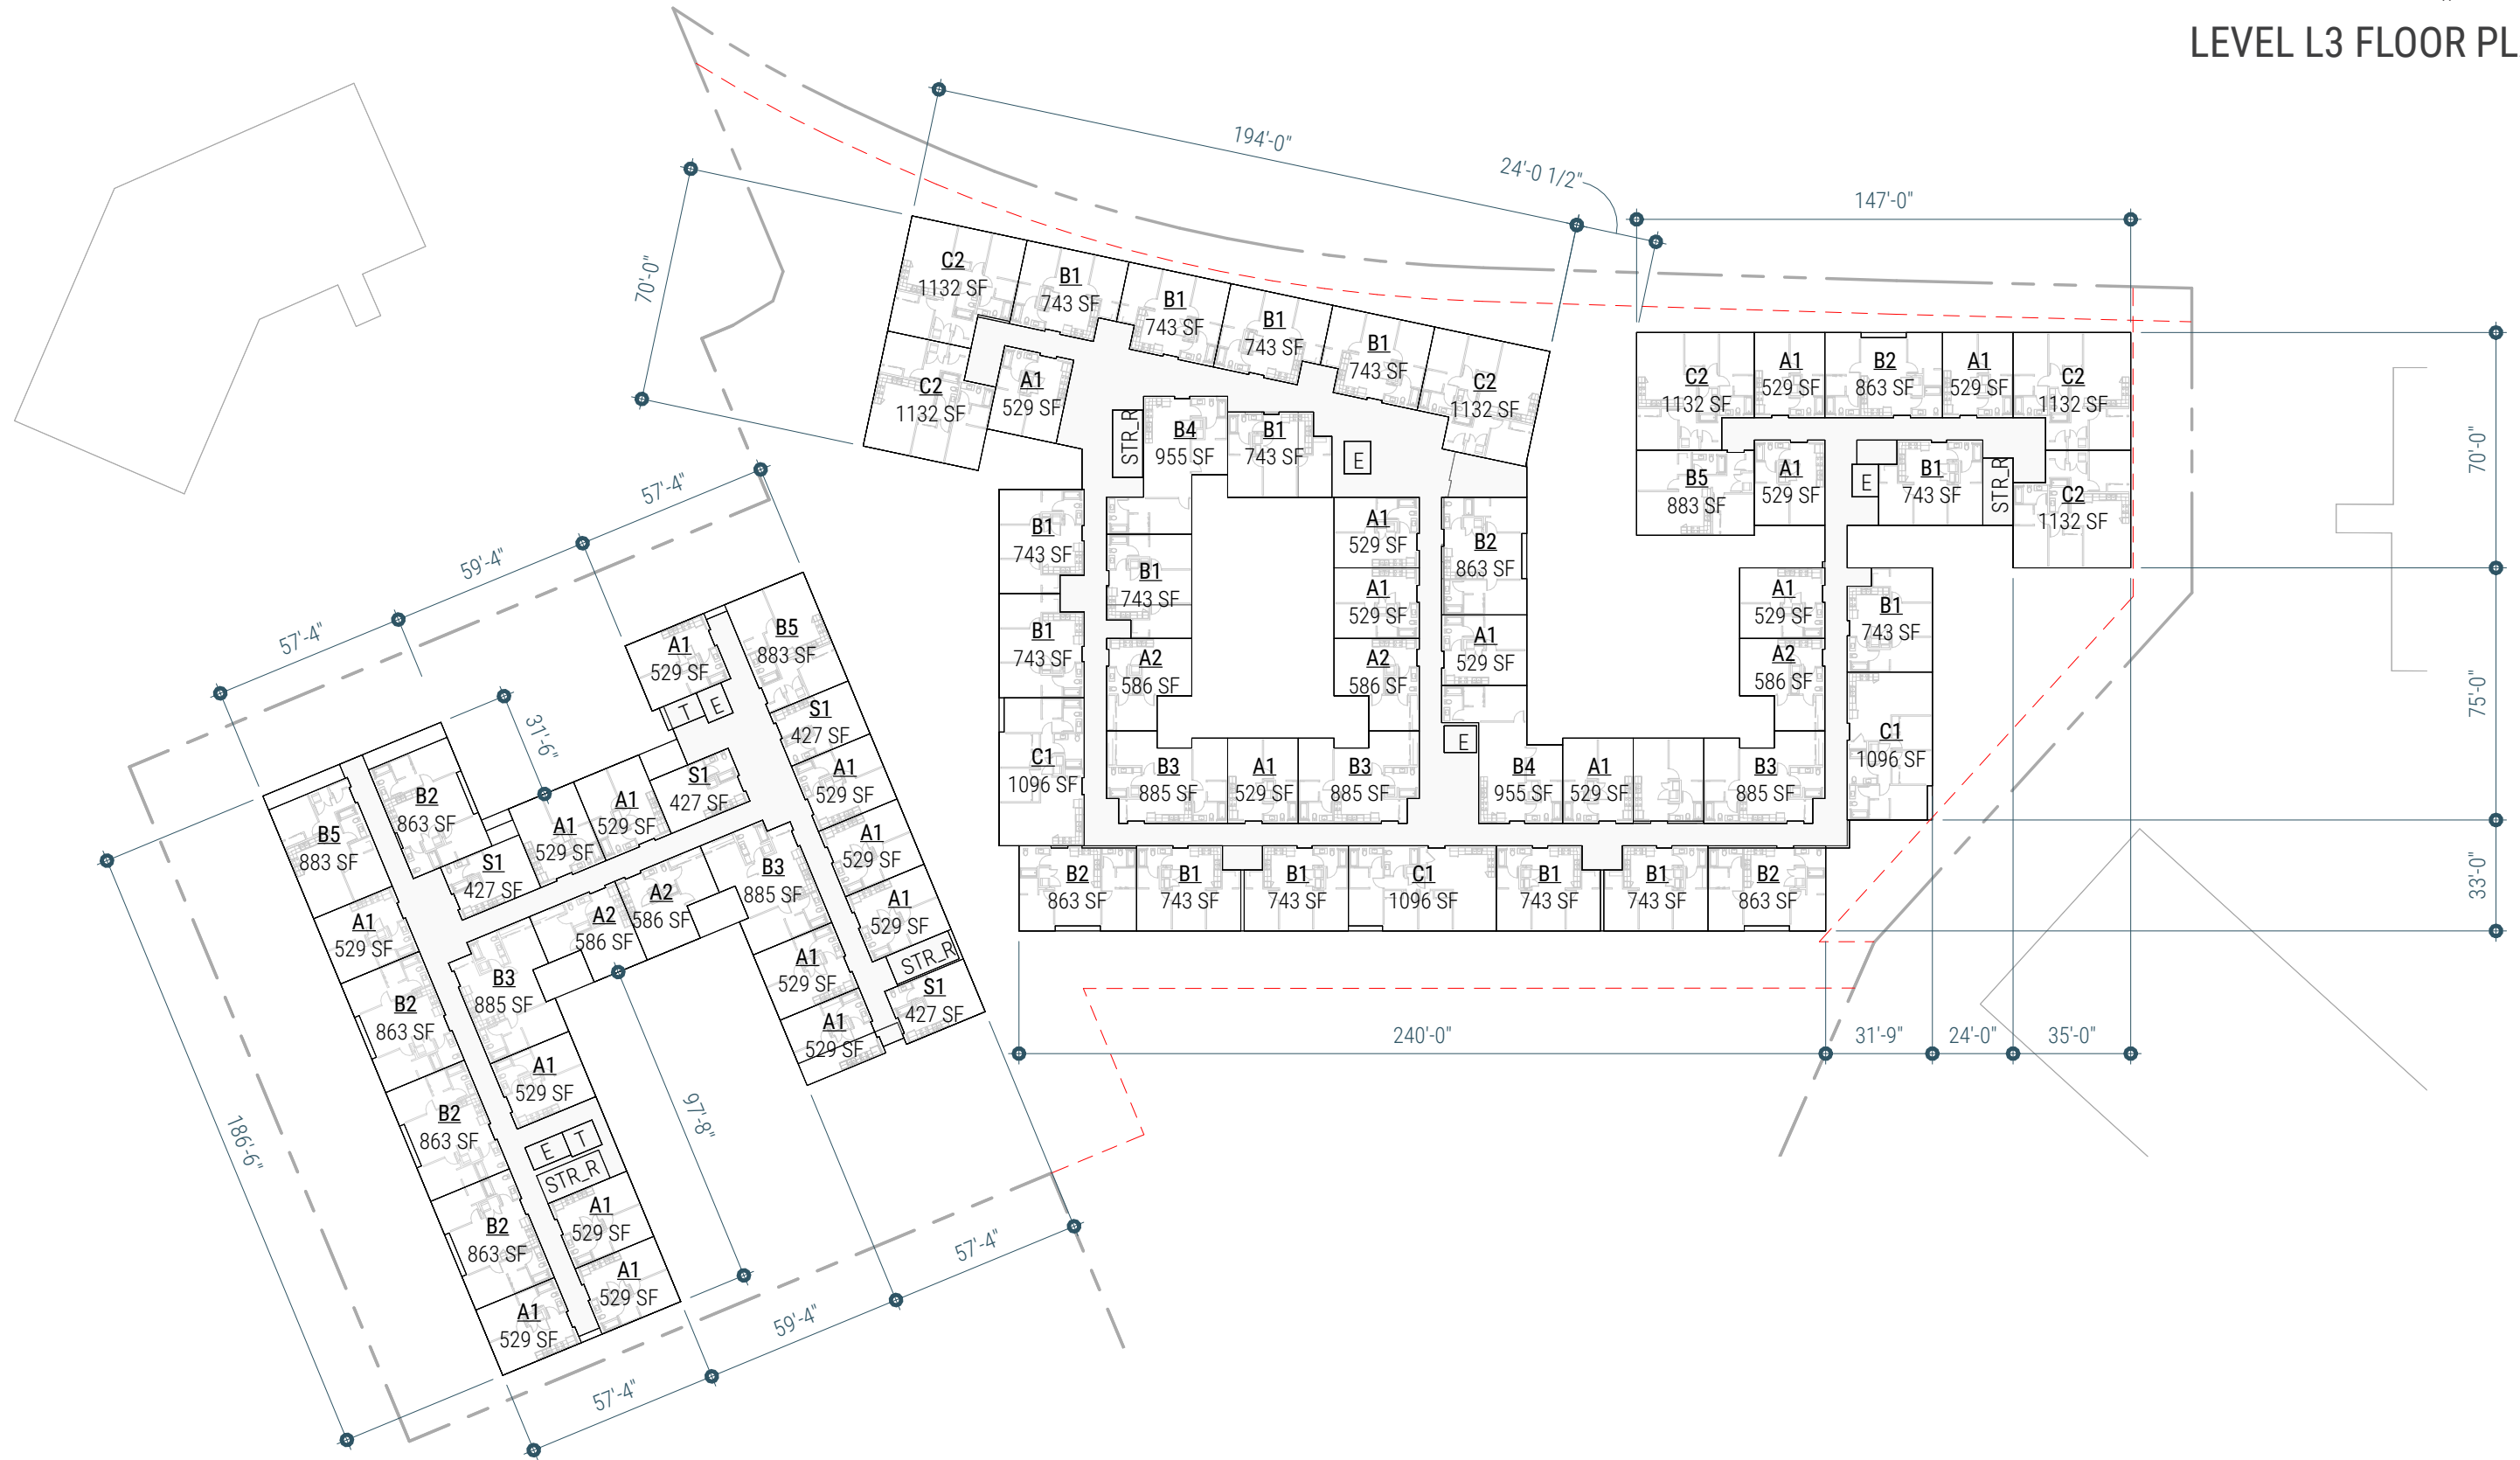 LEVEL L3 FLOOR PL
194'-0"
24'-0 1/2"
147'-0"
70'-0"
C2
1132 SF
B1
743 SF
B1
743 SF
B1
743 SF
B1
743 SF
C2
1132 SF
C2
1132 SF
A1
529 SF
STR_R
B4
955 SF
B1
743 SF
E
C2
1132 SF
A1
529 SF
B2
863 SF
A1
529 SF
C2
1132 SF
B5
883 SF
A1
529 SF
E
B1
743 SF
STR_R
C2
1132 SF
70'-0"
B1
743 SF
B1
743 SF
A1
529 SF
B2
863 SF
A1
529 SF
A1
529 SF
B1
743 SF
B1
743 SF
A2
586 SF
A2
586 SF
A1
529 SF
A2
586 SF
75'-0"
C1
1096 SF
B3
885 SF
A1
529 SF
B3
885 SF
E
B4
955 SF
A1
529 SF
B3
885 SF
C1
1096 SF
B2
863 SF
B1
743 SF
B1
743 SF
C1
1096 SF
B1
743 SF
B1
743 SF
B2
863 SF
33'-0"
240'-0"
31'-9"
24'-0"
35'-0"
57'-4"
59'-4"
57'-4"
31'-6"
A1
529 SF
B5
883 SF
T
E
S1
427 SF
A1
529 SF
A1
529 SF
A1
529 SF
STR_R
S1
427 SF
B5
883 SF
B2
863 SF
S1
427 SF
A1
529 SF
A1
529 SF
S1
427 SF
A1
529 SF
B2
863 SF
B3
885 SF
A2
586 SF
A2
586 SF
B3
885 SF
A1
529 SF
A1
529 SF
A1
529 SF
B2
863 SF
E
T
STR_R
B2
863 SF
A1
529 SF
A1
529 SF
A1
529 SF
186'-6"
97'-8"
57'-4"
59'-4"
57'-4"